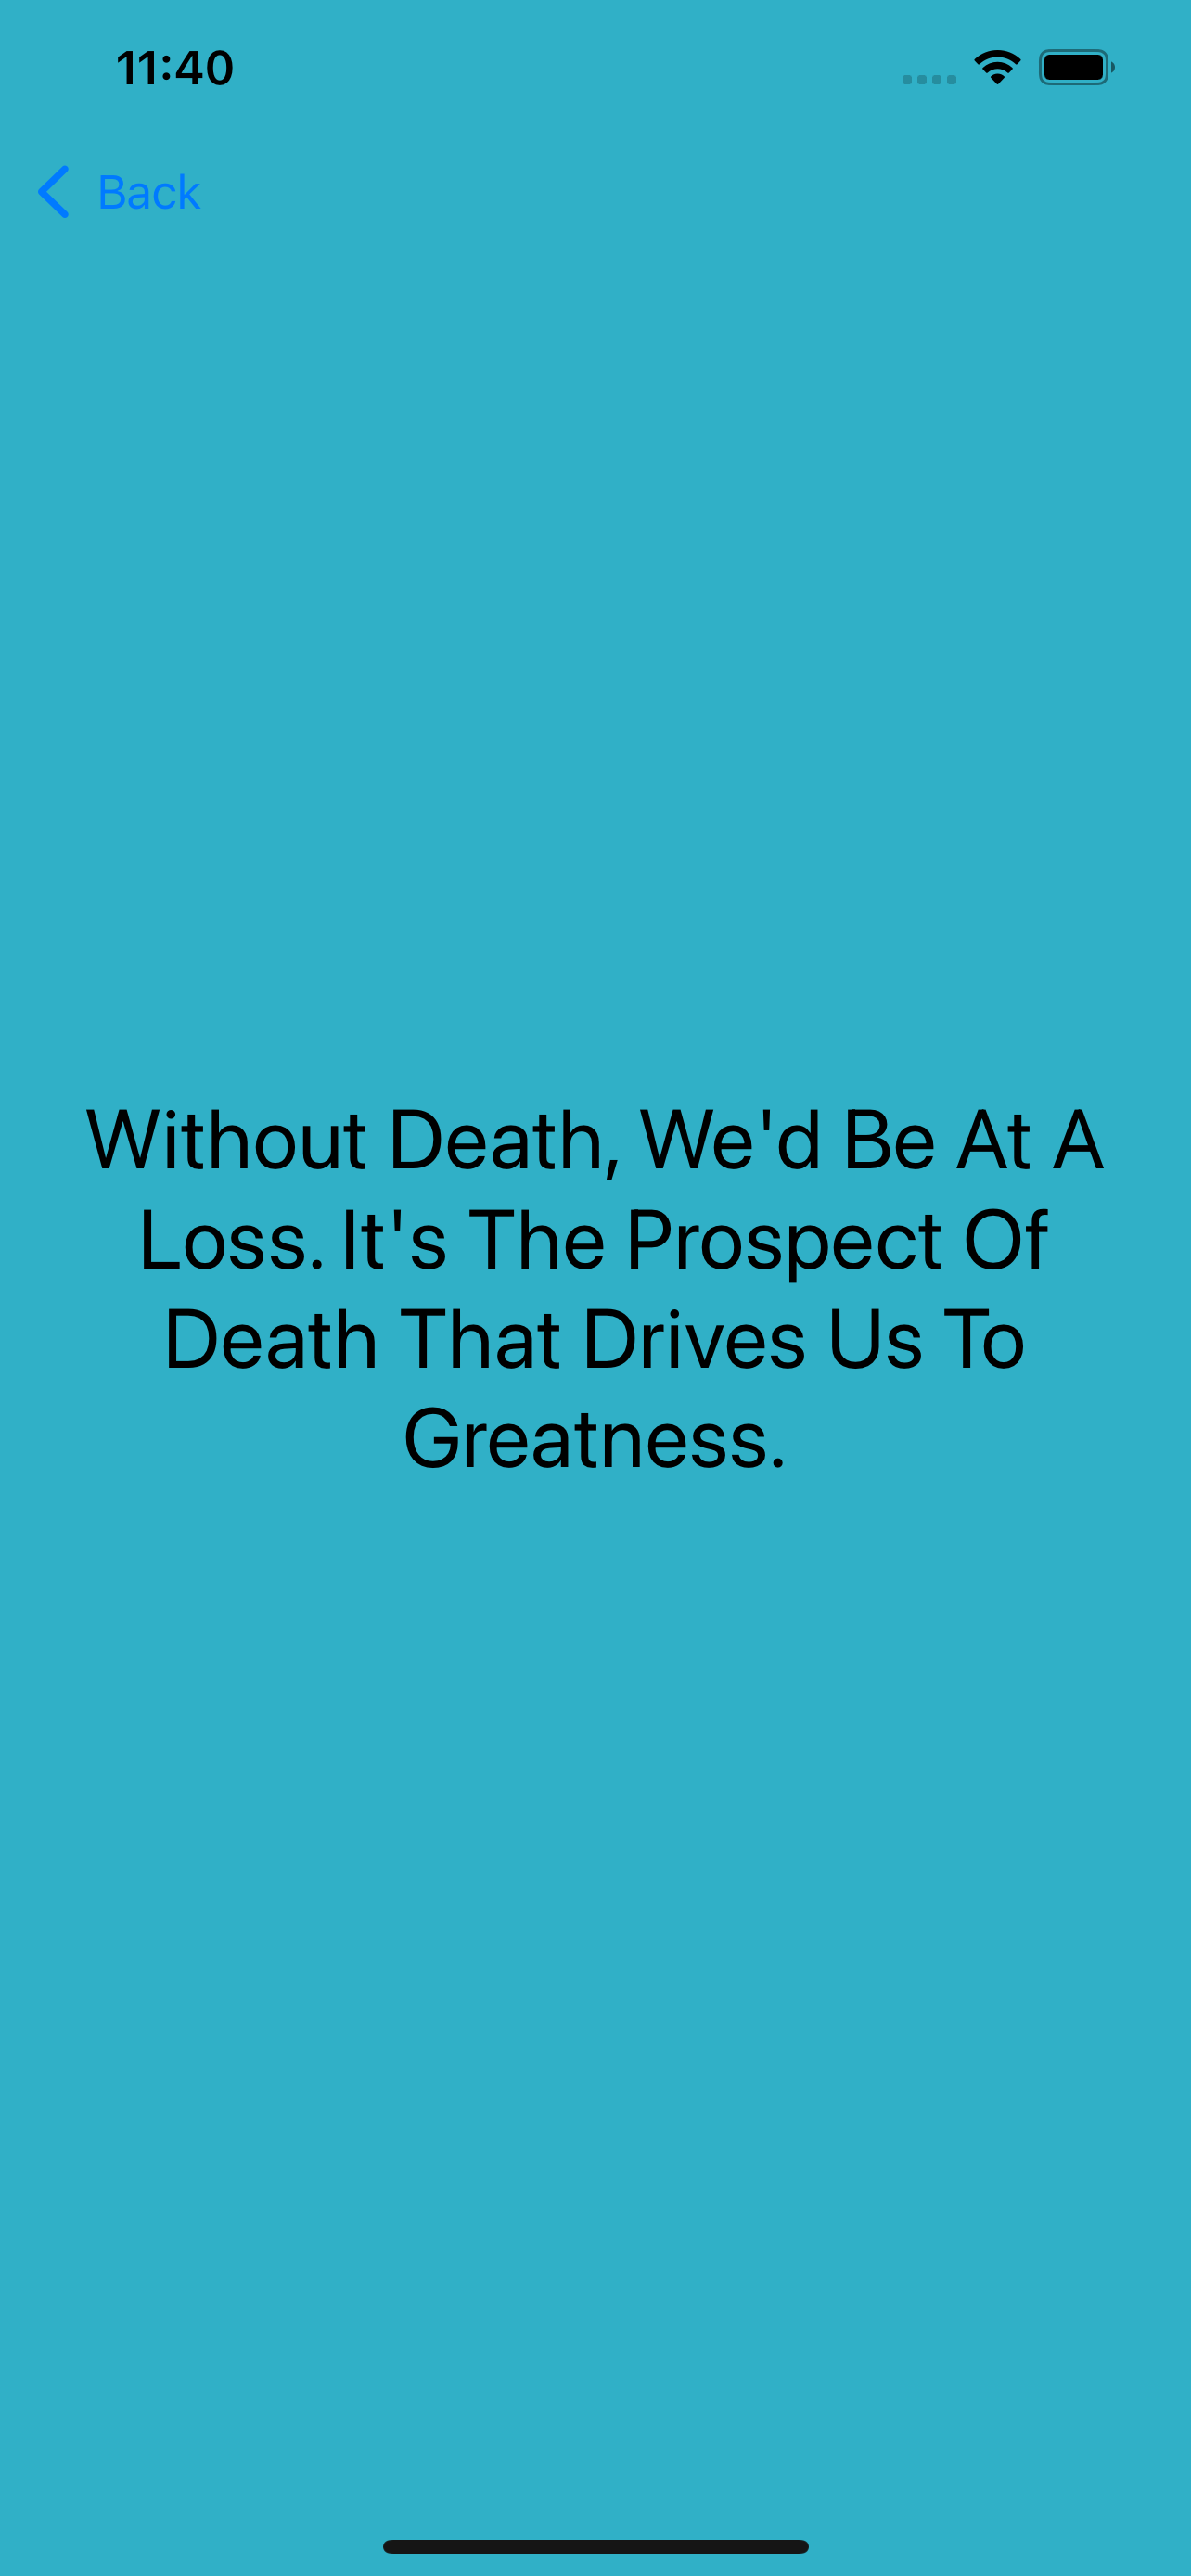 11:40
Back
Without Death, We'd Be At A
Loss. It's The Prospect Of
Death That Drives Us To
Greatness.